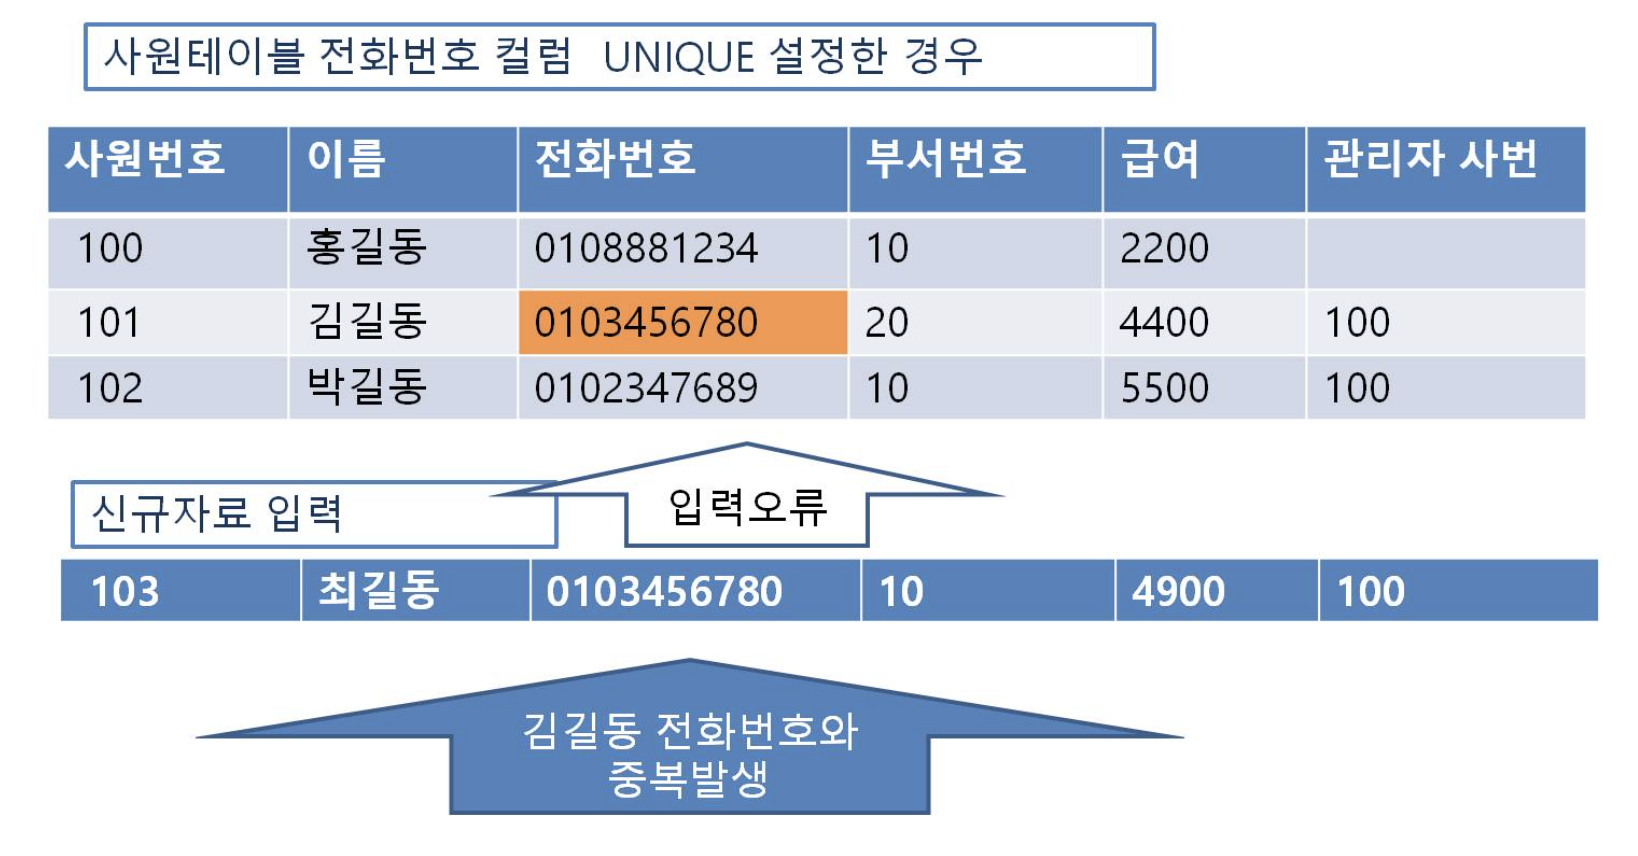 사원테이블 전화번호 컬럼 UNIQUE 설정한 경우
사원번호 이름 전화번호 부서번호 급여 관리자 사번
100 홍길동 0108881234 10 2200
101 김길동 0103456780 20 4400 100
102 박길동 0102347689 10 5500 100
신규자료 입력
입력오류
103 최길동 0103456780 10 4900 100
김길동 전화번호와
중복발생